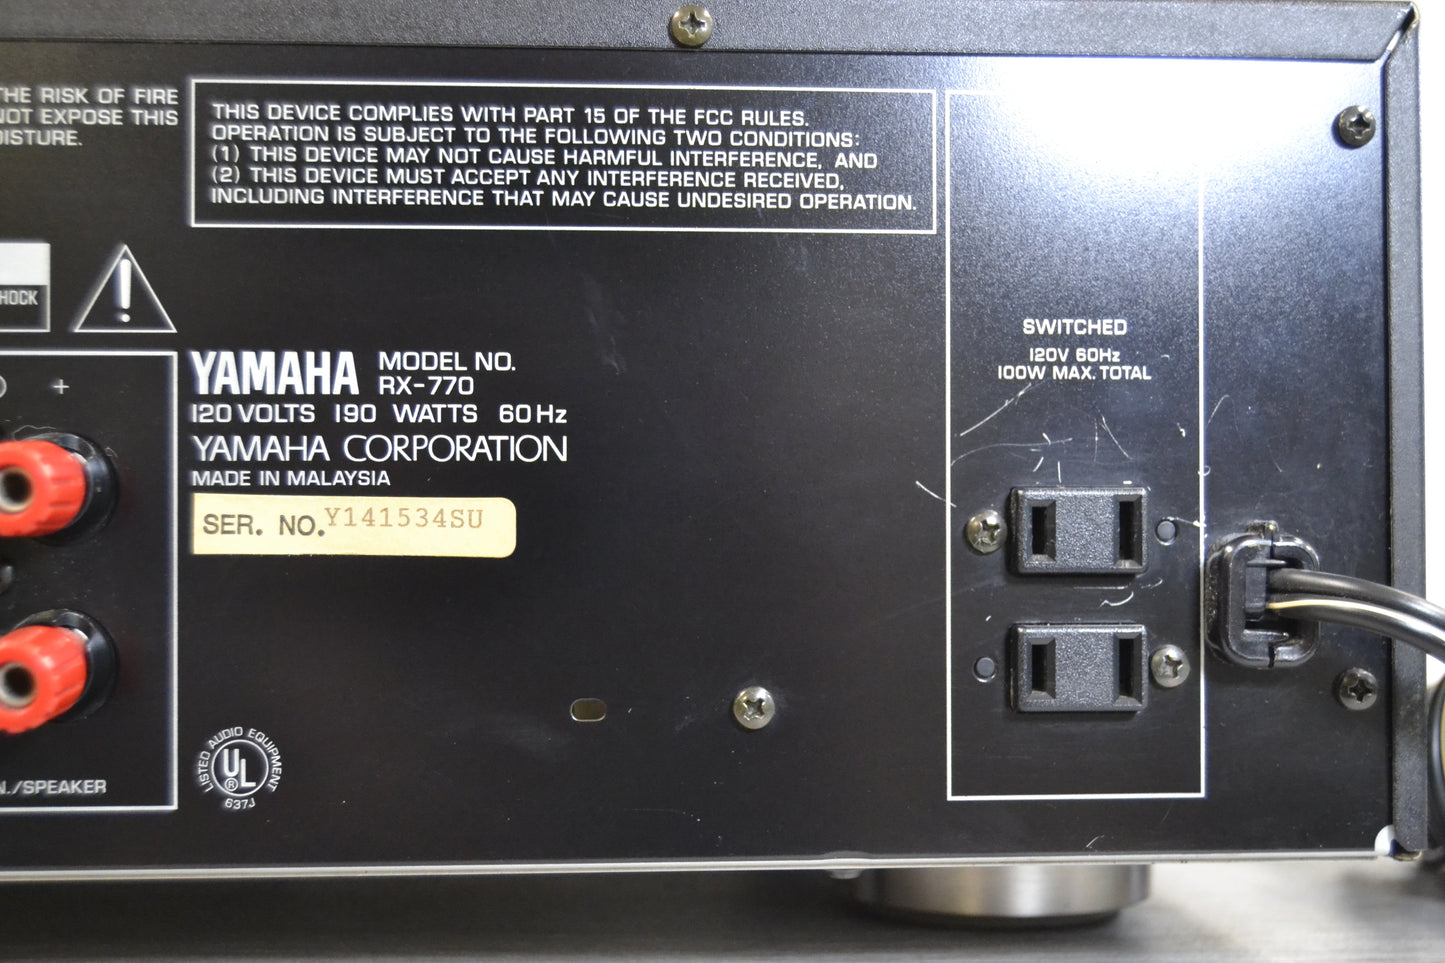 THE RISK OF FIRE
NOT EXPOSE THIS
THIS DEVICE COMPLIES WITH PART 15 OF THE FCC RULES.
OPERATION IS SUBJECT TO THE FOLLOWING TWO CONDITIONS:
(1) THIS DEVICE MAY NOT CAUSE HARMFUL INTERFERENCE, AND
(2) THIS DEVICE MUST ACCEPT ANY INTERFERENCE RECEIVED,
INCLUDING INTERFERENCE THAT MAY CAUSE UNDESIRED OPERATION.
!
SWITCHED
120V 60Hz
100W MAX. TOTAL
YAMAHA MODEL NO.
RX-770
120 VOLTS 190 WATTS 60Hz
YAMAHA CORPORATION
MADE IN MALAYSIA
SER. NO. Y141534SU
+
LISTED AUDIO EQUIPMENT
UL
®
637J
/SPEAKER